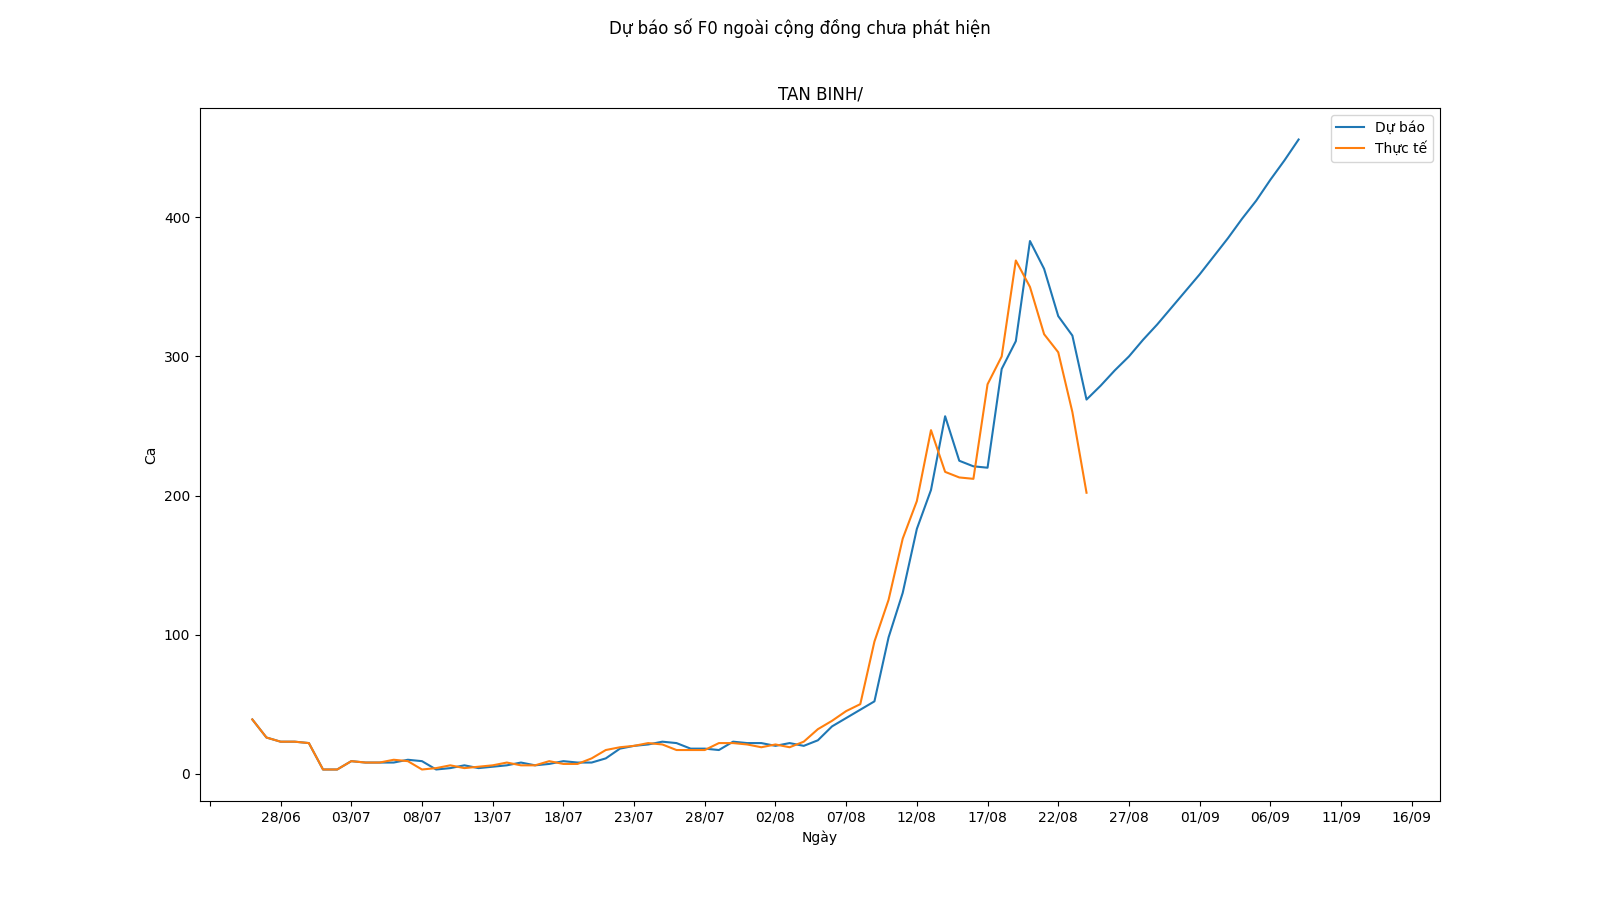 Dự báo số F0 ngoài cộng đồng chưa phát hiện
TAN BINH/
Dự báo
Thực tế
400
300
200
100
0
Ca
28/06 03/07 08/07 13/07 18/07 23/07 28/07 02/08 07/08 12/08 17/08 22/08 27/08 01/09 06/09 11/09 16/09
Ngày